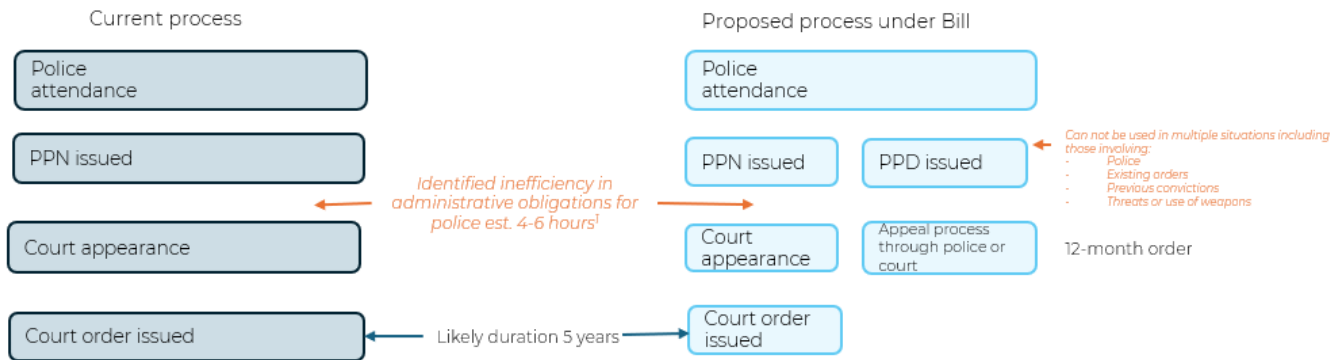 Current process
Police
attendance
PPN issued
Identified inefficiency in
administrative obligations for
police est. 4-6 hours¹
Court appearance
Court order issued
Likely duration 5 years
Proposed process under Bill
Police
attendance
PPN issued
PPD issued
Can not be used in multiple situations including
those involving:
- Police
- Existing orders
- Previous convictions
- Threats or use of weapons
Court
appearance
Appeal process
through police or
court
12-month order
Court order
issued